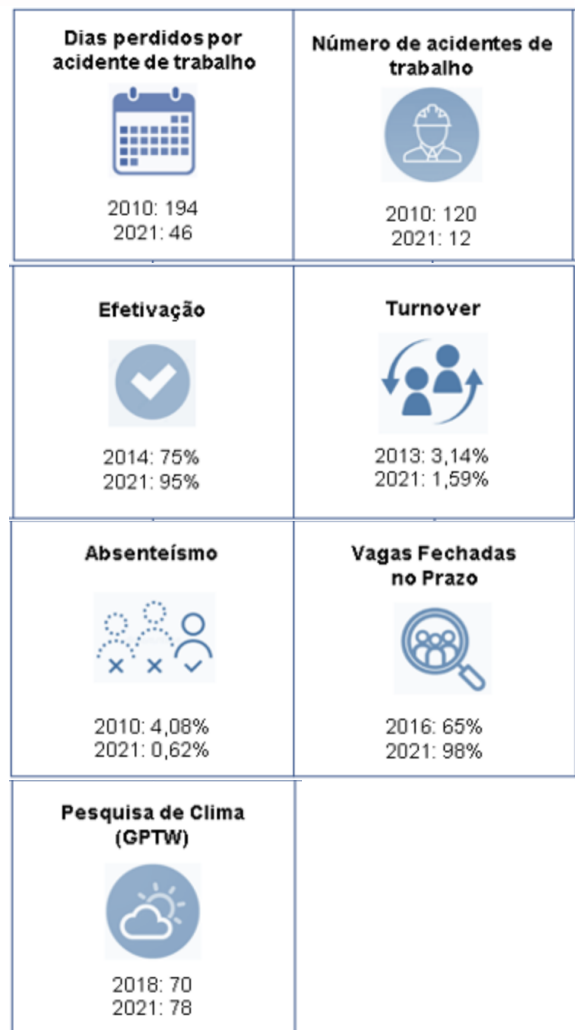 Dias perdidos por
acidente de trabalho
2010: 194
2021: 46
Número de acidentes de
trabalho
2010: 120
2021: 12
Efetivação
2014: 75%
2021: 95%
Turnover
2013: 3,14%
2021: 1,59%
Absenteísmo
2010: 4,08%
2021: 0,62%
Vagas Fechadas
no Prazo
2016: 65%
2021: 98%
Pesquisa de Clima
(GPTW)
2018: 70
2021: 78